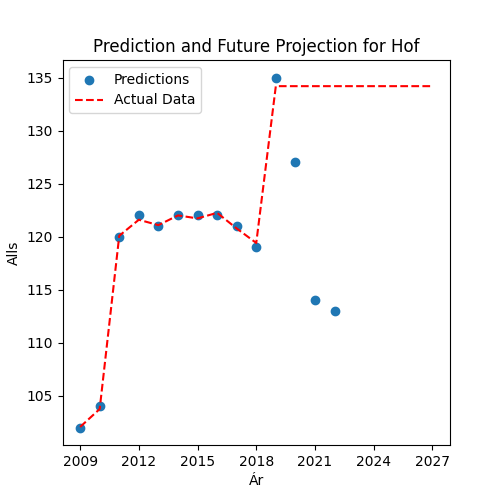 Prediction and Future Projection for Hof
Predictions
Actual Data
135
130
125
120
115
110
105
Alls
2009 2012 2015 2018 2021 2024 2027
Ár